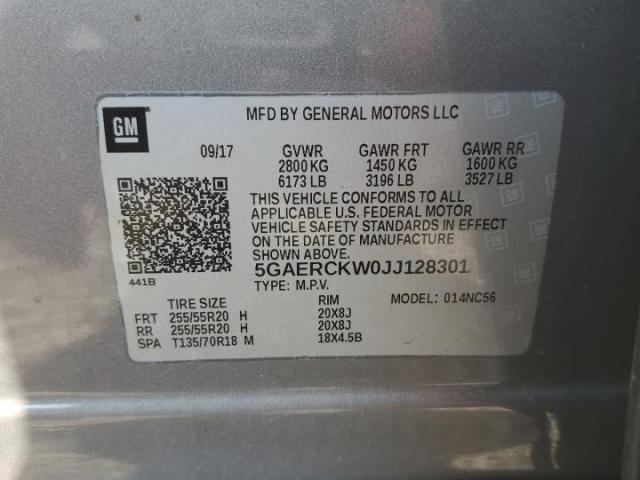 GM
MFD BY GENERAL MOTORS LLC
09/17 GVWR GAWR FRT GAWR RR
2800 KG 1450 KG 1600 KG
6173 LB 3196 LB 3527 LB
THIS VEHICLE CONFORMS TO ALL
APPLICABLE U.S. FEDERAL MOTOR
VEHICLE SAFETY STANDARDS IN EFFECT
ON THE DATE OF MANUFACTURE
SHOWN ABOVE.
5GAERCKW0JJ128301
441B
TYPE: M.P.V. MODEL: 014NC56
TIRE SIZE RIM
FRT 255/55R20 H 20X8J
RR 255/55R20 H 20X8J
SPA T135/70R18 M 18X4.5B